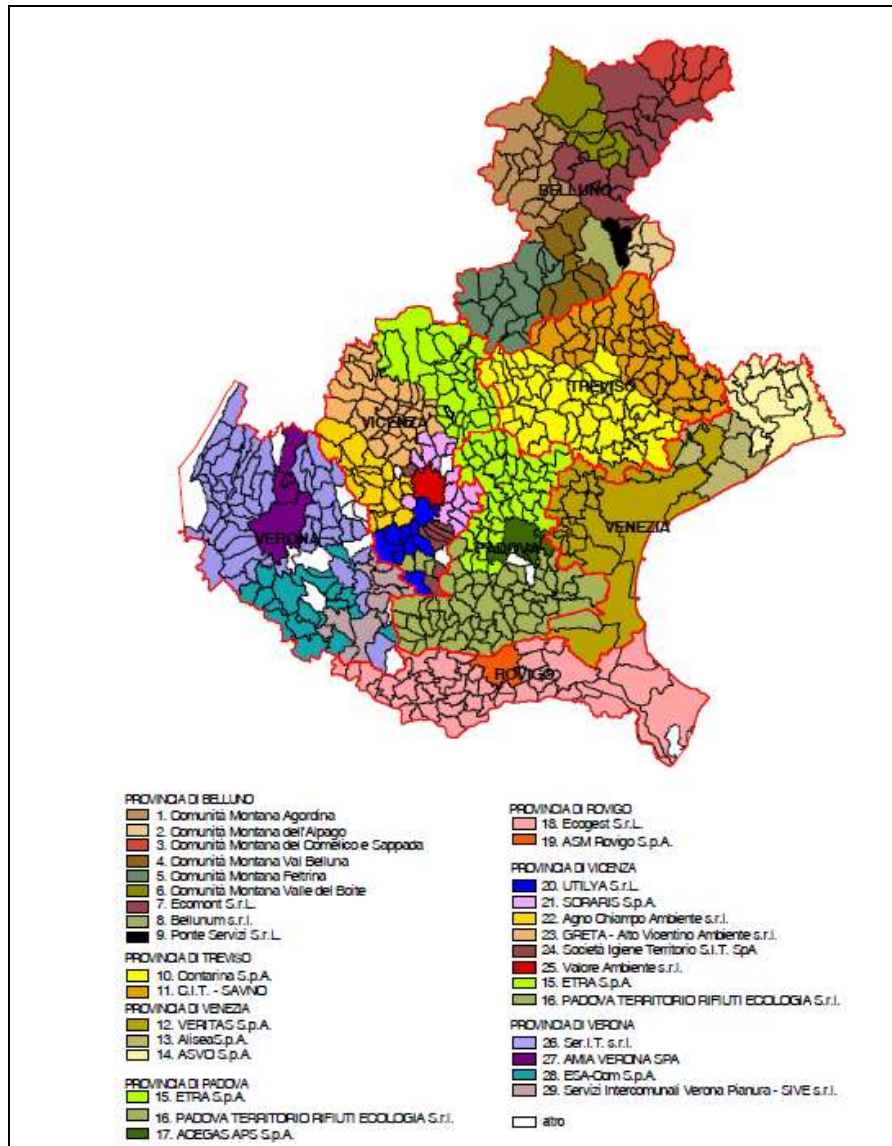 BELLUNO
TREVISO
VICENZA
VENEZIA
VERONA
PADOVA
ROVIGO
PROVINCIA DI BELLUNO
1. Comunità Montana Agordina
2. Comunità Montana dell'Alpago
3. Comunità Montana del Comelico e Sappada
4. Comunità Montana Val Belluna
5. Comunità Montana Feltrina
6. Comunità Montana Valle del Boite
7. Ecomont S.r.l.
8. Bellunum s.r.l.
9. Ponte Servizi S.r.L.
PROVINCIA DI TREVISO
10. Contarina S.p.A.
11. C.I.T. - SAVNO
PROVINCIA DI VENEZIA
12. VERITAS S.p.A.
13. AliseaS.p.A.
14. ASVO S.p.A.
PROVINCIA DI PADOVA
15. ETRA S.p.A.
16. PADOVA TERRITORIO RIFIUTI ECOLOGIA S.r.l.
17. ACEGAS APS S.p.A.
PROVINCIA DI ROVIGO
18. Ecogest S.r.L.
19. ASM Rovigo S.p.A.
PROVINCIA DI VICENZA
20. UTILYA S.r.L.
21. SORARIS S.p.A.
22. Agno Chiampo Ambiente s.r.l.
23. GRETA - Alto Vicentino Ambiente s.r.l.
24. Società Igiene Territorio S.I.T. SpA
25. Valore Ambiente s.r.l.
15. ETRA S.p.A.
16. PADOVA TERRITORIO RIFIUTI ECOLOGIA S.r.l.
PROVINCIA DI VERONA
26. Ser.I.T. s.r.l.
27. AMIA VERONA SPA
28. ESA-Com S.p.A.
29. Servizi Intercomunali Verona Pianura - SIVE s.r.l.
altro